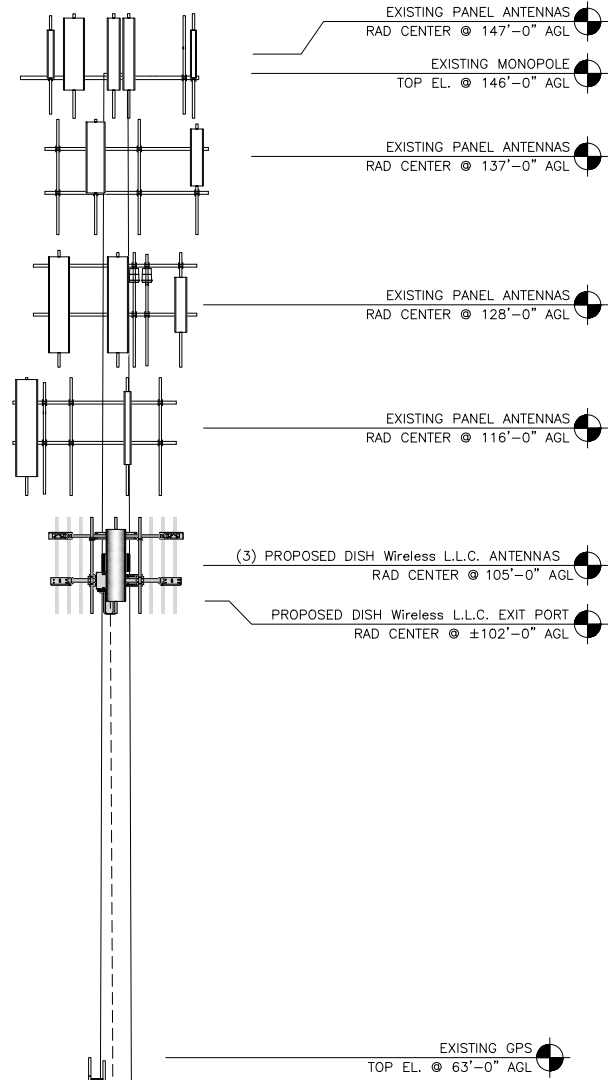 EXISTING PANEL ANTENNAS
RAD CENTER @ 147'-0" AGL
EXISTING MONOPOLE
TOP EL. @ 146'-0" AGL
EXISTING PANEL ANTENNAS
RAD CENTER @ 137'-0" AGL
EXISTING PANEL ANTENNAS
RAD CENTER @ 128'-0" AGL
EXISTING PANEL ANTENNAS
RAD CENTER @ 116'-0" AGL
(3) PROPOSED DISH Wireless L.L.C. ANTENNAS
RAD CENTER @ 105'-0" AGL
PROPOSED DISH Wireless L.L.C. EXIT PORT
RAD CENTER @ ±102'-0" AGL
EXISTING GPS
TOP EL. @ 63'-0" AGL